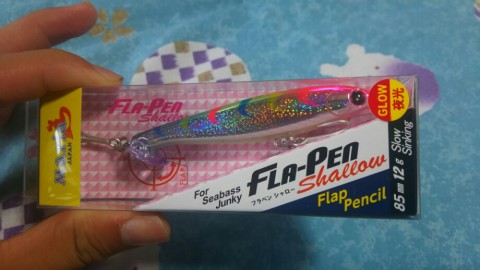 FLA-PEN
Shallow
GLOW
夜光
JAPAN
For
Seabass
Junky
FLA-PEN
Shallow
フラペン シャロー
Flap
Pencil
Slow
Sinking
85mm 12g